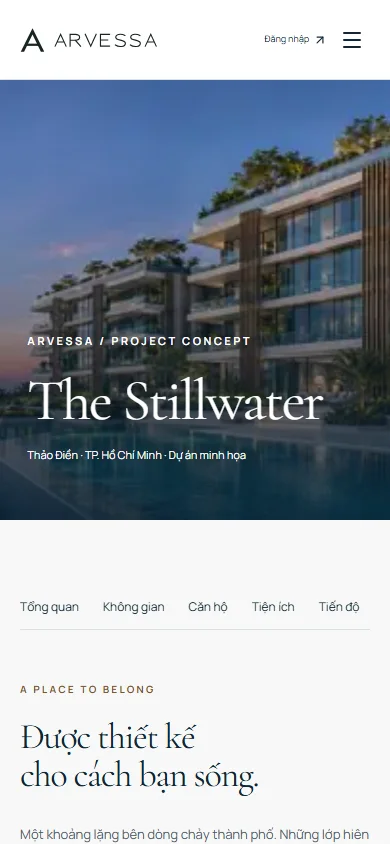 ARVESSA
Đăng nhập
ARVESSA / PROJECT CONCEPT
The Stillwater
Thảo Điền · TP. Hồ Chí Minh · Dự án minh họa
Tổng quan Không gian Căn hộ Tiện ích Tiến độ
A PLACE TO BELONG
Được thiết kế
cho cách bạn sống.
Một khoảng lặng bên dòng chảy thành phố. Những lớp hiên